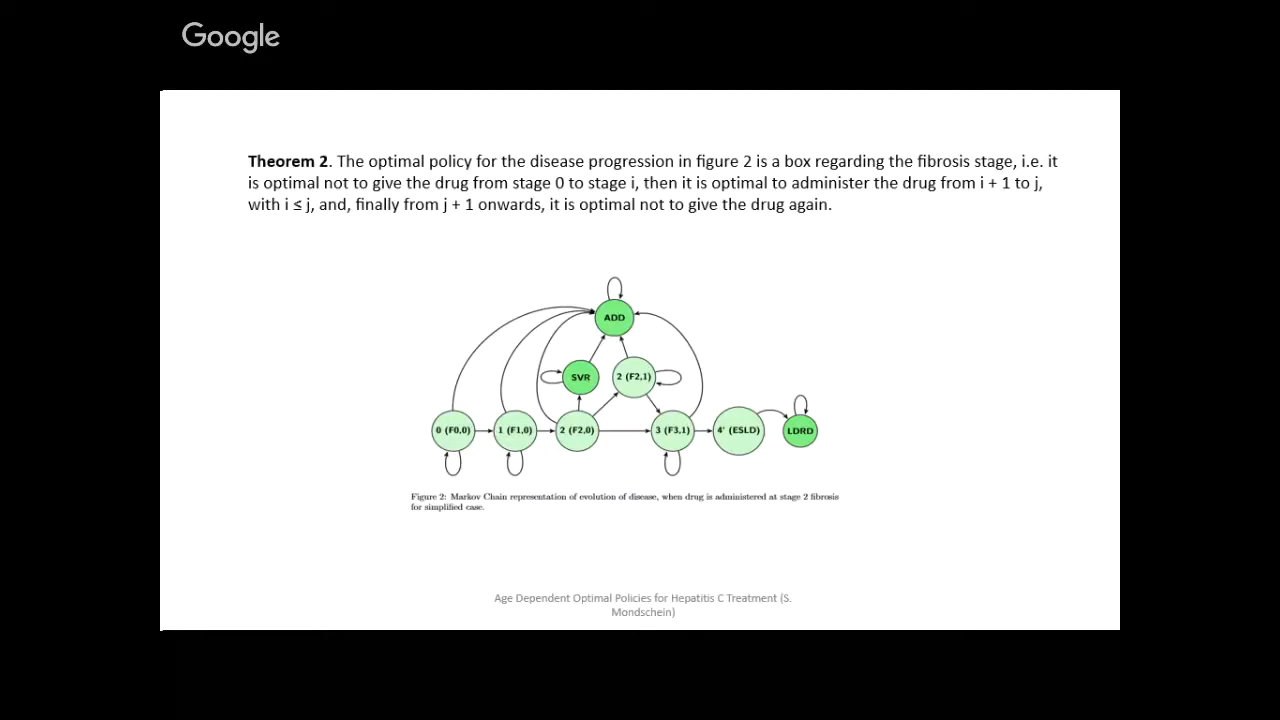 Google
Theorem 2. The optimal policy for the disease progression in figure 2 is a box regarding the fibrosis stage, i.e. it
is optimal not to give the drug from stage 0 to stage i, then it is optimal to administer the drug from i + 1 to j,
with i ≤ j, and, finally from j + 1 onwards, it is optimal not to give the drug again.
ADD
SVR
2 (F2,1)
0 (F0,0)
1 (F1,0)
2 (F2,0)
3 (F3,1)
4' (ESLD)
LDRD
Figure 2: Markov Chain representation of evolution of disease, when drug is administered at stage 2 fibrosis
for simplified case.
Age Dependent Optimal Policies for Hepatitis C Treatment (S.
Mondschein)